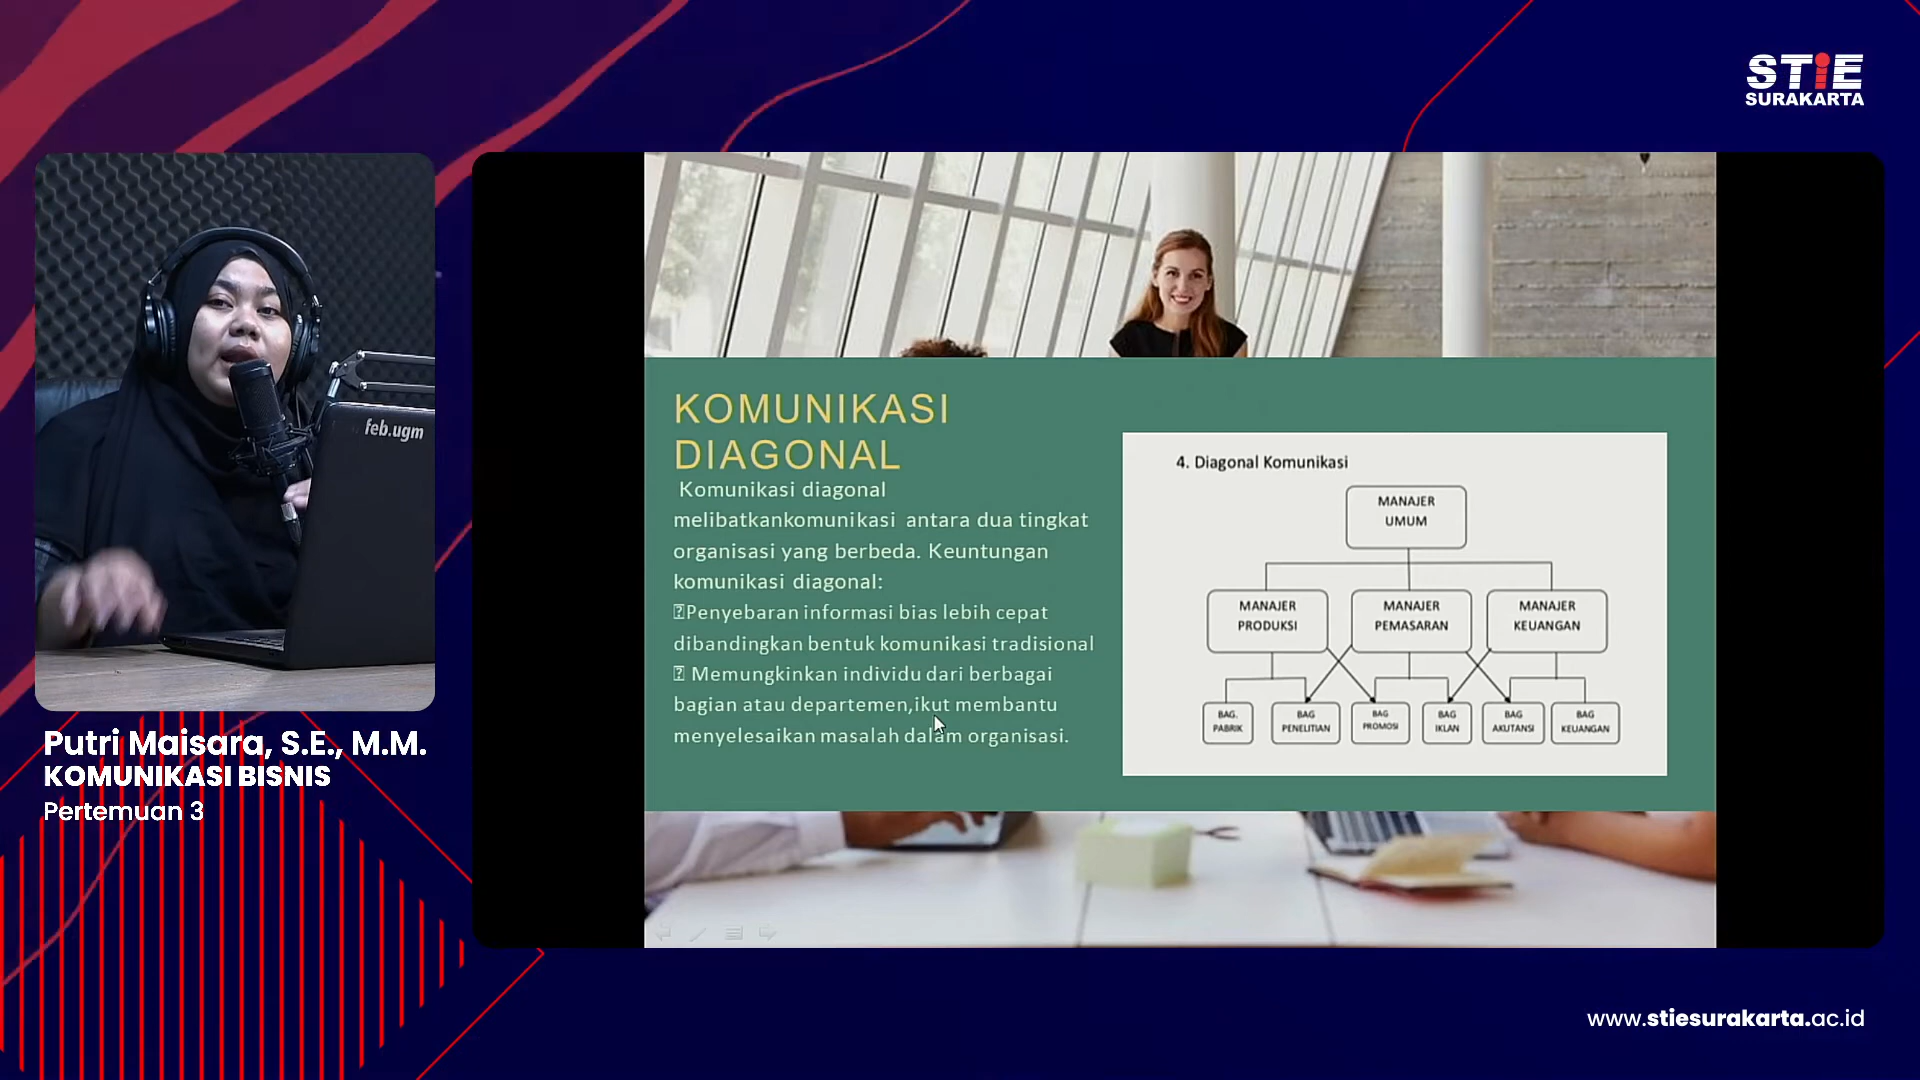 STiE
SURAKARTA
feb.ugm
Putri Maisara, S.E., M.M.
KOMUNIKASI BISNIS
Pertemuan 3
KOMUNIKASI
DIAGONAL
Komunikasi diagonal
melibatkankomunikasi antara dua tingkat
organisasi yang berbeda. Keuntungan
komunikasi diagonal:
Penyebaran informasi bias lebih cepat
dibandingkan bentuk komunikasi tradisional
Memungkinkan individu dari berbagai
bagian atau departemen,ikut membantu
menyelesaikan masalah dalam organisasi.
4. Diagonal Komunikasi
MANAJER
UMUM
MANAJER
PRODUKSI
MANAJER
PEMASARAN
MANAJER
KEUANGAN
BAG.
PABRIK
BAG
PENELITIAN
BAG
PROMOSI
BAG
IKLAN
BAG
AKUTANSI
BAG
KEUANGAN
www.stiesurakarta.ac.id